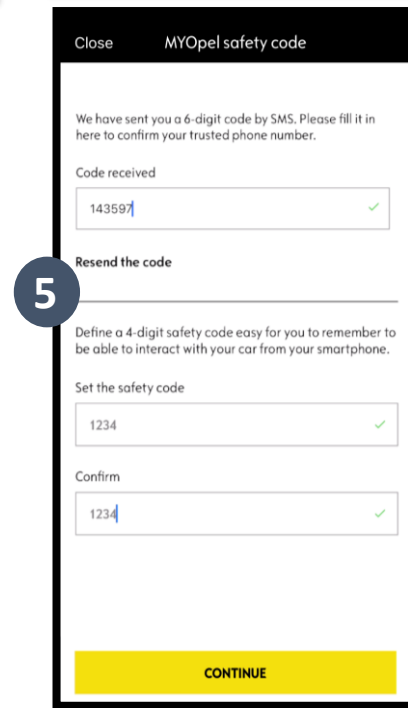 Close MYOpel safety code
We have sent you a 6-digit code by SMS. Please fill it in
here to confirm your trusted phone number.
Code received
143597
Resend the code
5
Define a 4-digit safety code easy for you to remember to
be able to interact with your car from your smartphone.
Set the safety code
1234
Confirm
1234
CONTINUE